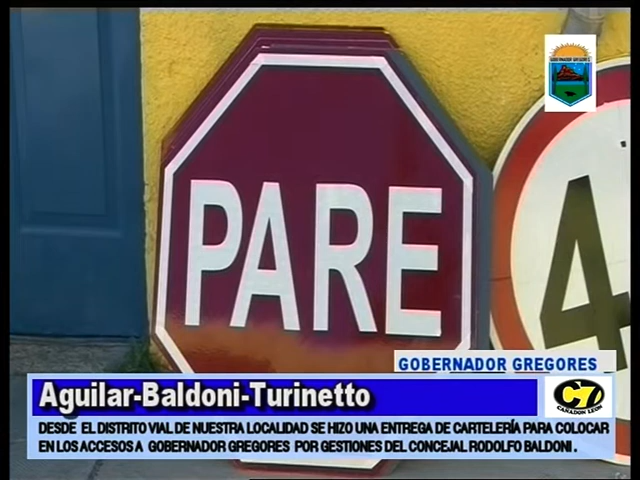 PARE
4
GOBERNADOR GREGORES
Aguilar-Baldoni-Turinetto
DESDE EL DISTRITO VIAL DE NUESTRA LOCALIDAD SE HIZO UNA ENTREGA DE CARTELERÍA PARA COLOCAR
EN LOS ACCESOS A GOBERNADOR GREGORES POR GESTIONES DEL CONCEJAL RODOLFO BALDONI .
C7
CAÑADON LEON